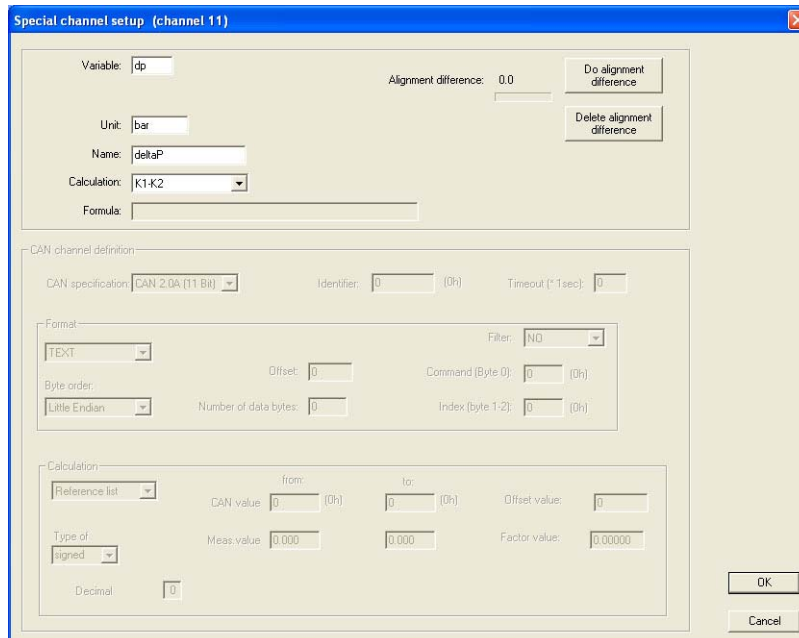 Special channel setup (channel 11)
Variable: dp
Alignment difference: 0.0
Do alignment
difference
Delete alignment
difference
Unit: bar
Name: deltaP
Calculation: K1-K2
Formula:
CAN channel definition
CAN specification: CAN 2.0A (11 Bit)
Identifier: 0 (0h)
Timeout (* 1sec): 0
Format
TEXT
Filter: NO
Offset: 0
Command (Byte 0): 0 (0h)
Byte order:
Little Endian
Number of data bytes: 0
Index (byte 1-2): 0 (0h)
Calculation
Reference list
from:
to:
CAN value 0 (0h) 0 (0h)
Offset value: 0
Type of
signed
Meas.value 0.000 0.000
Factor value: 0.00000
Decimal 0
OK
Cancel